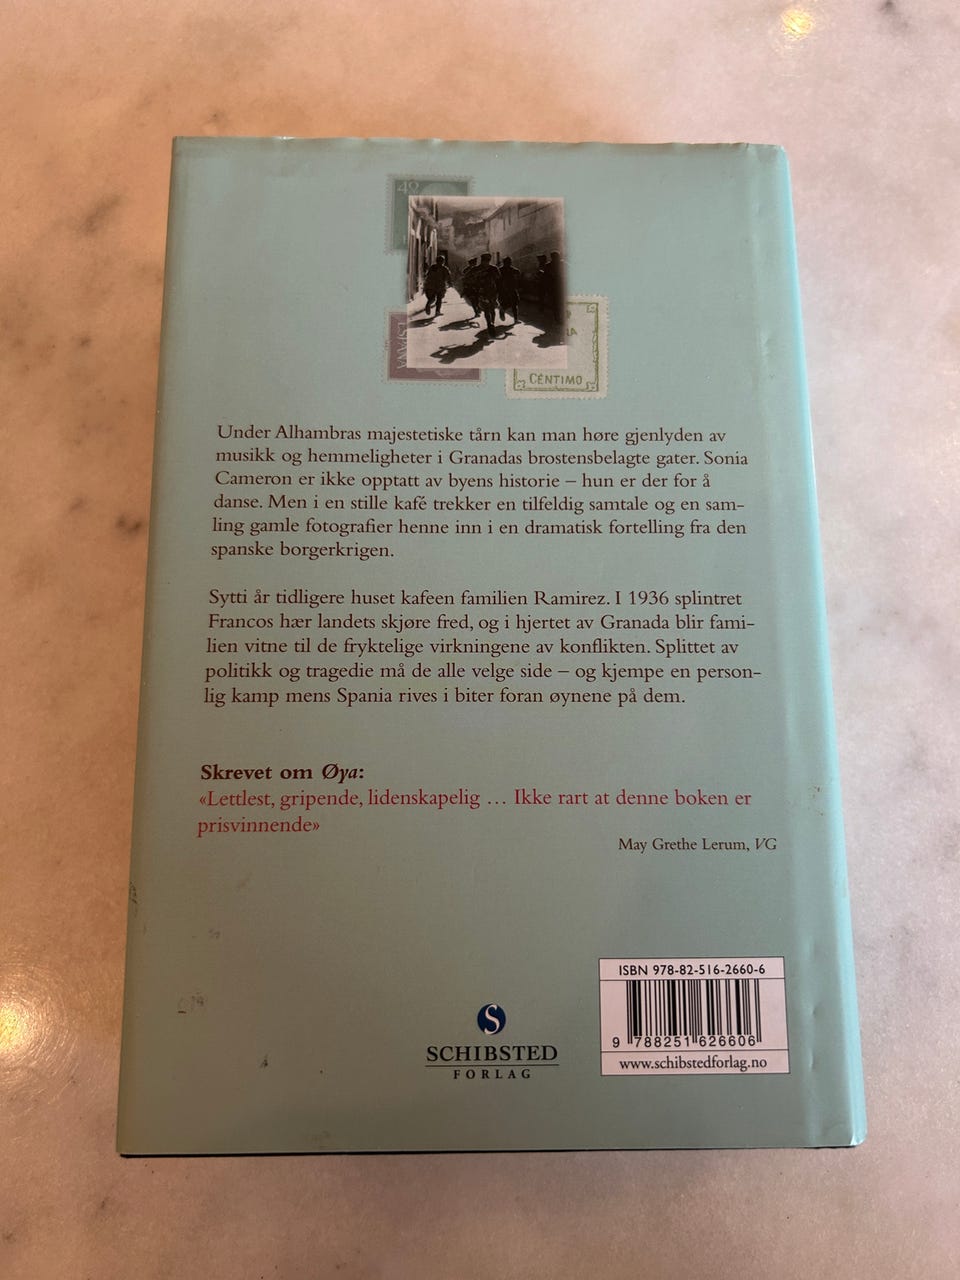 40
ESPAÑA
RA
CÉNTIMO
Under Alhambras majestetiske tårn kan man høre gjenlyden av
musikk og hemmeligheter i Granadas brostensbelagte gater. Sonia
Cameron er ikke opptatt av byens historie – hun er der for å
danse. Men i en stille kafé trekker en tilfeldig samtale og en sam-
ling gamle fotografier henne inn i en dramatisk fortelling fra den
spanske borgerkrigen.
Sytti år tidligere huset kafeen familien Ramirez. I 1936 splintret
Francos hær landets skjøre fred, og i hjertet av Granada blir fami-
lien vitne til de fryktelige virkningene av konflikten. Splittet av
politikk og tragedie må de alle velge side – og kjempe en person-
lig kamp mens Spania rives i biter foran øynene på dem.
Skrevet om Øya:
«Lettlest, gripende, lidenskapelig … Ikke rart at denne boken er
prisvinnende»
May Grethe Lerum, VG
ISBN 978-82-516-2660-6
9 788251 626606
www.schibstedforlag.no
S
SCHIBSTED
FORLAG